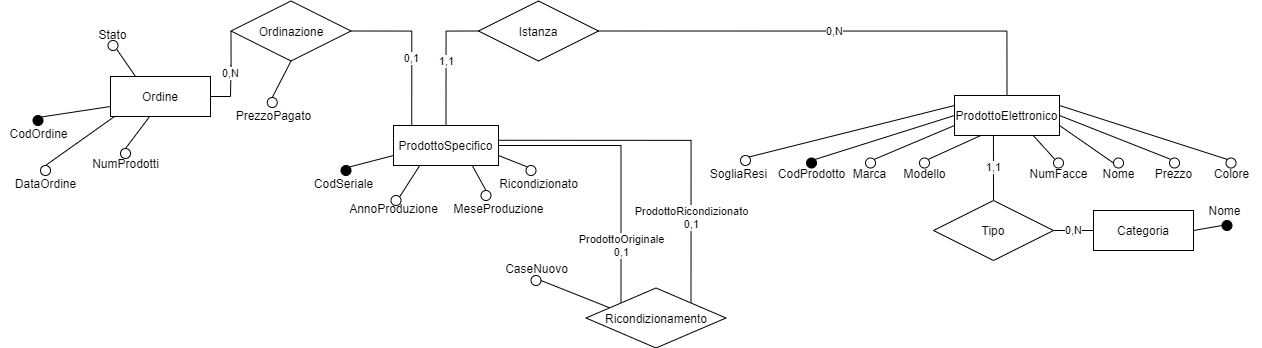 Stato
Ordinazione
Istanza
0,N
0,1
1,1
0,N
Ordine
PrezzoPagato
ProdottoElettronico
CodOrdine
NumProdotti
DataOrdine
ProdottoSpecifico
CodSeriale
Ricondizionato
AnnoProduzione
MeseProduzione
SogliaResi
CodProdotto
Marca
Modello
1,1
NumFacce
Nome
Prezzo
Colore
ProdottoRicondizionato
0,1
ProdottoOriginale
0,1
Tipo
0,N
Categoria
Nome
CaseNuovo
Ricondizionamento